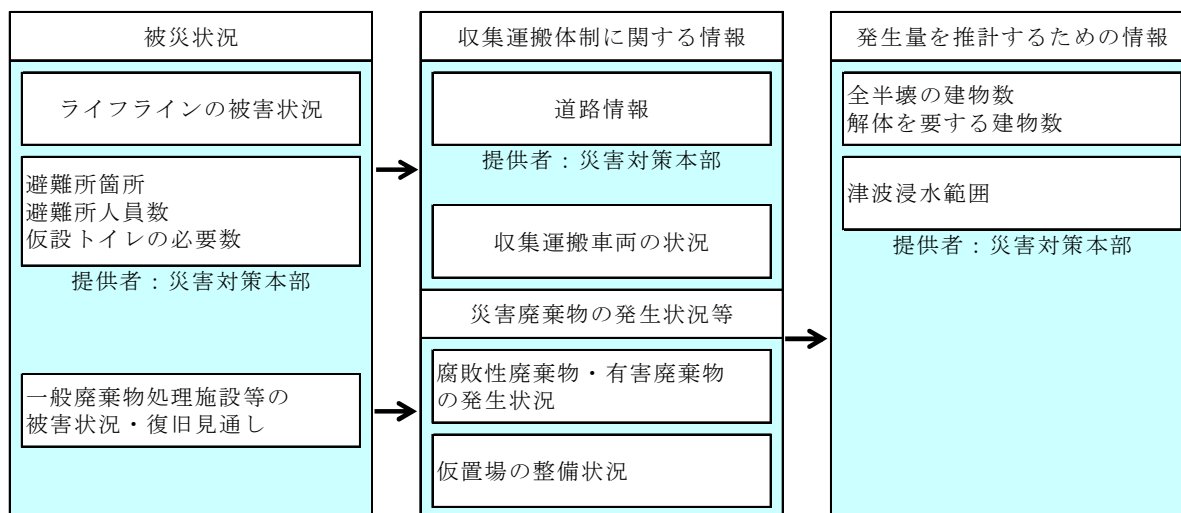 被災状況
ライフラインの被害状況
避難所箇所
避難所人員数
仮設トイレの必要数
提供者：災害対策本部
一般廃棄物処理施設等の
被害状況・復旧見通し
収集運搬体制に関する情報
道路情報
提供者：災害対策本部
収集運搬車両の状況
災害廃棄物の発生状況等
腐敗性廃棄物・有害廃棄物
の発生状況
仮置場の整備状況
発生量を推計するための情報
全半壊の建物数
解体を要する建物数
津波浸水範囲
提供者：災害対策本部